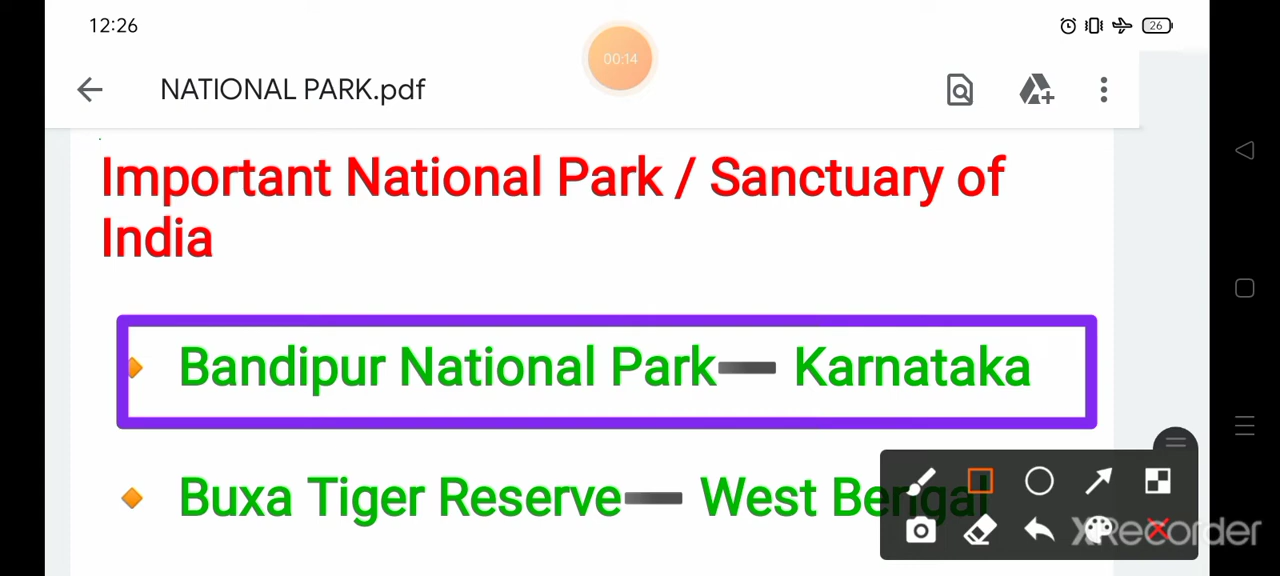 12:26
00:14
26
NATIONAL PARK.pdf
Important National Park / Sanctuary of
India
Bandipur National Park➖ Karnataka
Buxa Tiger Reserve➖ West Bengal
XRecorder